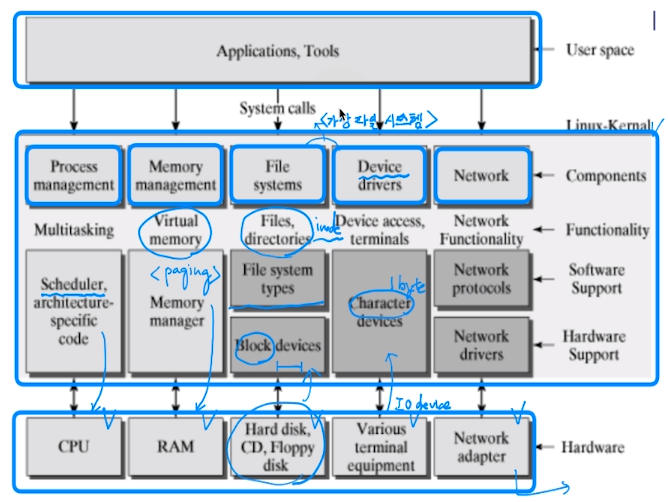 Applications, Tools
User space
System calls
<가상 파일 시스템>
Linux-Kernel
Process
management
Memory
management
File
systems
Device
drivers
Network
Components
Multitasking
Virtual
memory
Files,
directories
inode
Device access,
terminals
Network
Functionality
Functionality
<paging>
Scheduler,
architecture-
specific
code
Memory
manager
File system
types
Block devices
1byte
Character
devices
Network
protocols
Network
drivers
Software
Support
Hardware
Support
IO device
CPU
RAM
Hard disk,
CD, Floppy
disk
Various
terminal
equipment
Network
adapter
Hardware